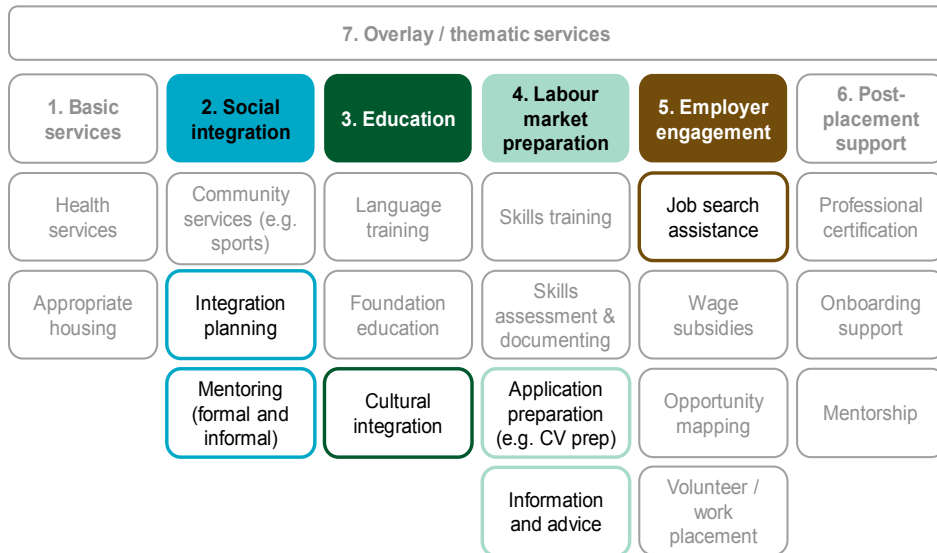 7. Overlay / thematic services
1. Basic
services
2. Social
integration
3. Education
4. Labour
market
preparation
5. Employer
engagement
6. Post-
placement
support
Health
services
Community
services (e.g.
sports)
Language
training
Skills training
Job search
assistance
Professional
certification
Appropriate
housing
Integration
planning
Foundation
education
Skills
assessment &
documenting
Wage
subsidies
Onboarding
support
Mentoring
(formal and
informal)
Cultural
integration
Application
preparation
(e.g. CV prep)
Opportunity
mapping
Mentorship
Information
and advice
Volunteer /
work
placement